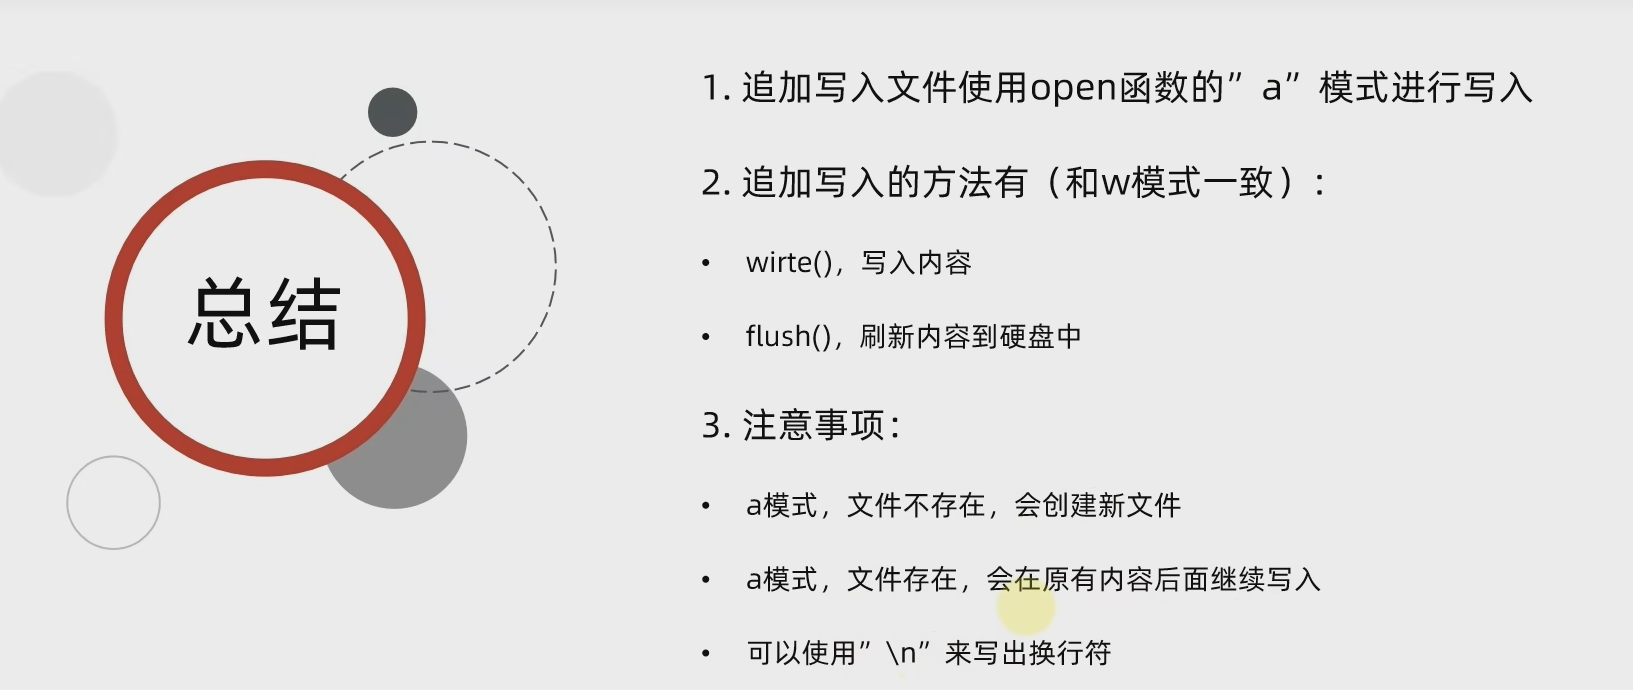 总结
1. 追加写入文件使用open函数的”a”模式进行写入
2. 追加写入的方法有（和w模式一致）：
• wirte()，写入内容
• flush()，刷新内容到硬盘中
3. 注意事项：
• a模式，文件不存在，会创建新文件
• a模式，文件存在，会在原有内容后面继续写入
• 可以使用”\n”来写出换行符